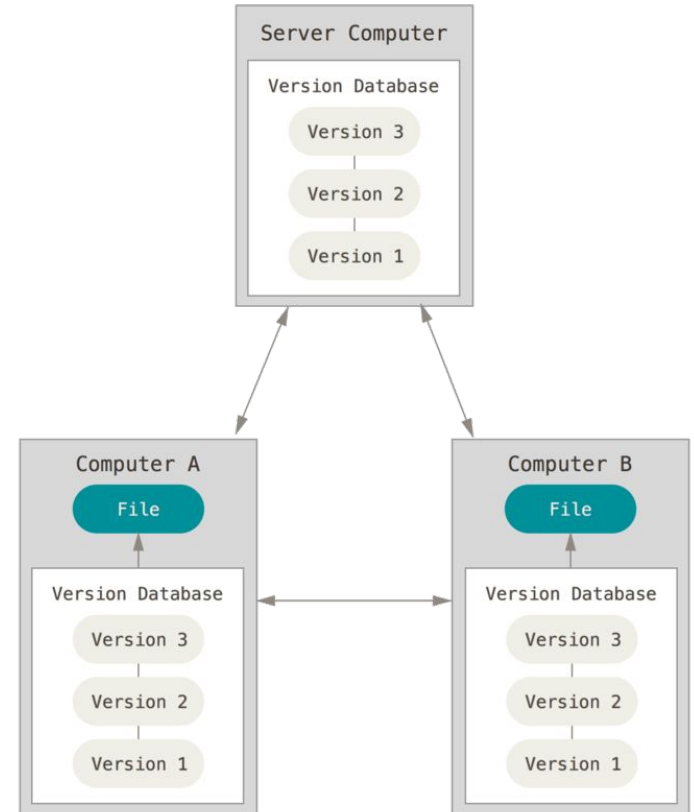 Server Computer
Version Database
Version 3
Version 2
Version 1
Computer A
File
Version Database
Version 3
Version 2
Version 1
Computer B
File
Version Database
Version 3
Version 2
Version 1